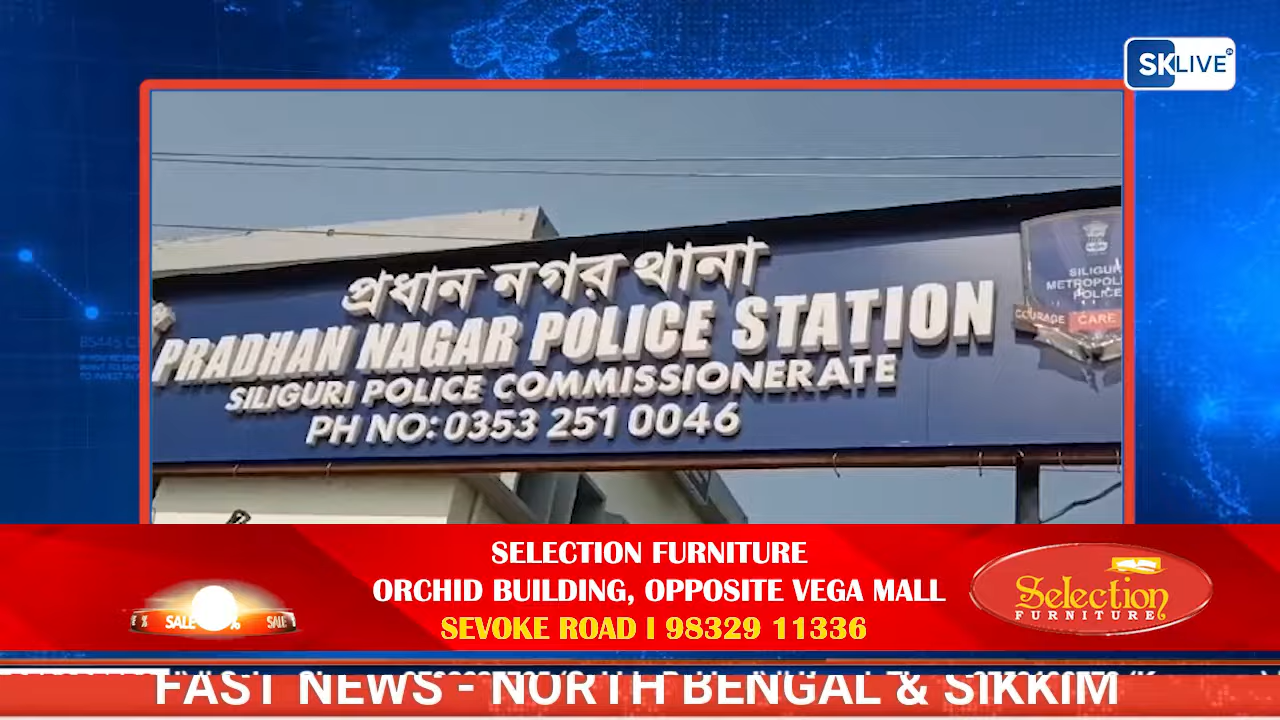 SKLIVE
প্রধান নগর থানা
PRADHAN NAGAR POLICE STATION
SILIGURI POLICE COMMISSIONERATE
PH NO: 0353 251 0046
SILIGURI
METROPOLI
POLICE
COURAGE CARE
SELECTION FURNITURE
ORCHID BUILDING, OPPOSITE VEGA MALL
SEVOKE ROAD I 98329 11336
SALE % SALE
Selection
FURNITURE
FAST NEWS - NORTH BENGAL & SIKKIM